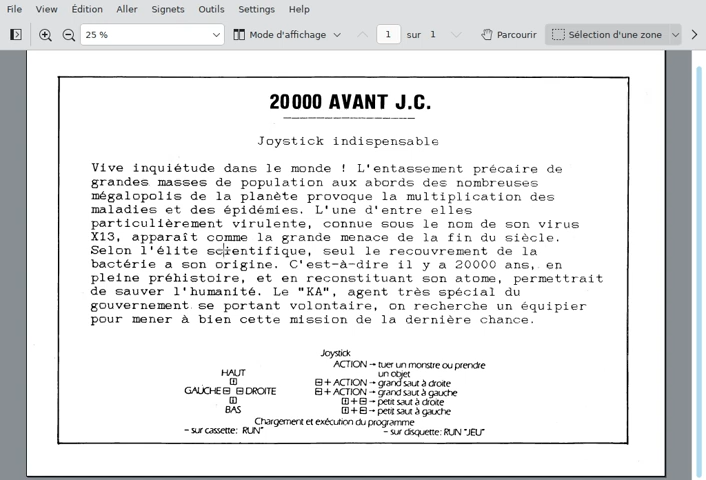 File View Édition Aller Signets Outils Settings Help
25 % Mode d'affichage 1 sur 1 Parcourir Sélection d'une zone
20000 AVANT J.C.
Joystick indispensable
Vive inquiétude dans le monde ! L'entassement précaire de
grandes masses de population aux abords des nombreuses
mégalopolis de la planète provoque la multiplication des
maladies et des épidémies. L'une d'entre elles
particulièrement virulente, connue sous le nom de son virus
X13, apparaît comme la grande menace de la fin du siècle.
Selon l'élite scientifique, seul le recouvrement de la
bactérie a son origine. C'est-à-dire il y a 20000 ans, en
pleine préhistoire, et en reconstituant son atome, permettrait
de sauver l'humanité. Le "KA", agent très spécial du
gouvernement se portant volontaire, on recherche un équipier
pour mener à bien cette mission de la dernière chance.
Joystick
ACTION → tuer un monstre ou prendre
un objet
HAUT
GAUCHE DROITE
BAS
+ ACTION → grand saut à droite
+ ACTION → grand saut à gauche
+ → petit saut à droite
+ → petit saut à gauche
Chargement et exécution du programme
– sur cassette: RUN" – sur disquette: RUN "JEU"